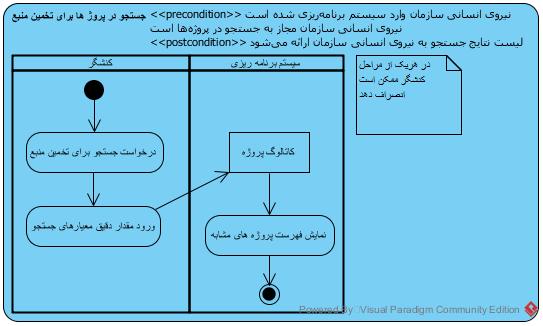 جستجو در پروژ ها برای تخمین منبع <<precondition>> نیروی انسانی سازمان وارد سیستم برنامه‌ریزی شده است
نیروی انسانی سازمان مجاز به جستجو در پروژه‌ها است
<<postcondition>> لیست نتایج جستجو به نیروی انسانی سازمان ارائه می‌شود
کنشگر
سیستم برنامه ریزی
در هریک از مراحل
کنشگر ممکن است
انصراف دهد
درخواست جستجو برای تخمین منبع
کاتالوگ پروژه
ورود مقدار دقیق معیارهای جستجو
نمایش فهرست پروژه های مشابه
Powered By Visual Paradigm Community Edition